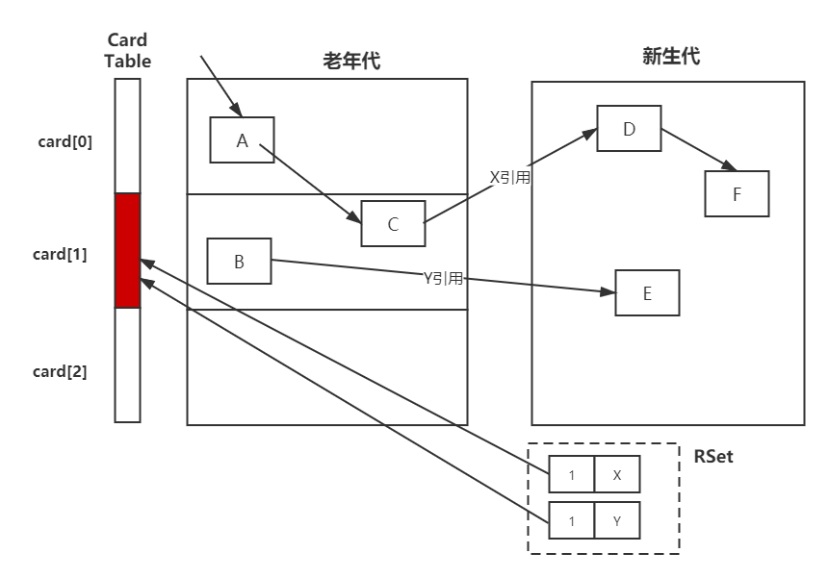 Card
Table
老年代
新生代
card[0]
A
D
X引用
F
C
card[1]
B
Y引用
E
card[2]
RSet
1 X
1 Y